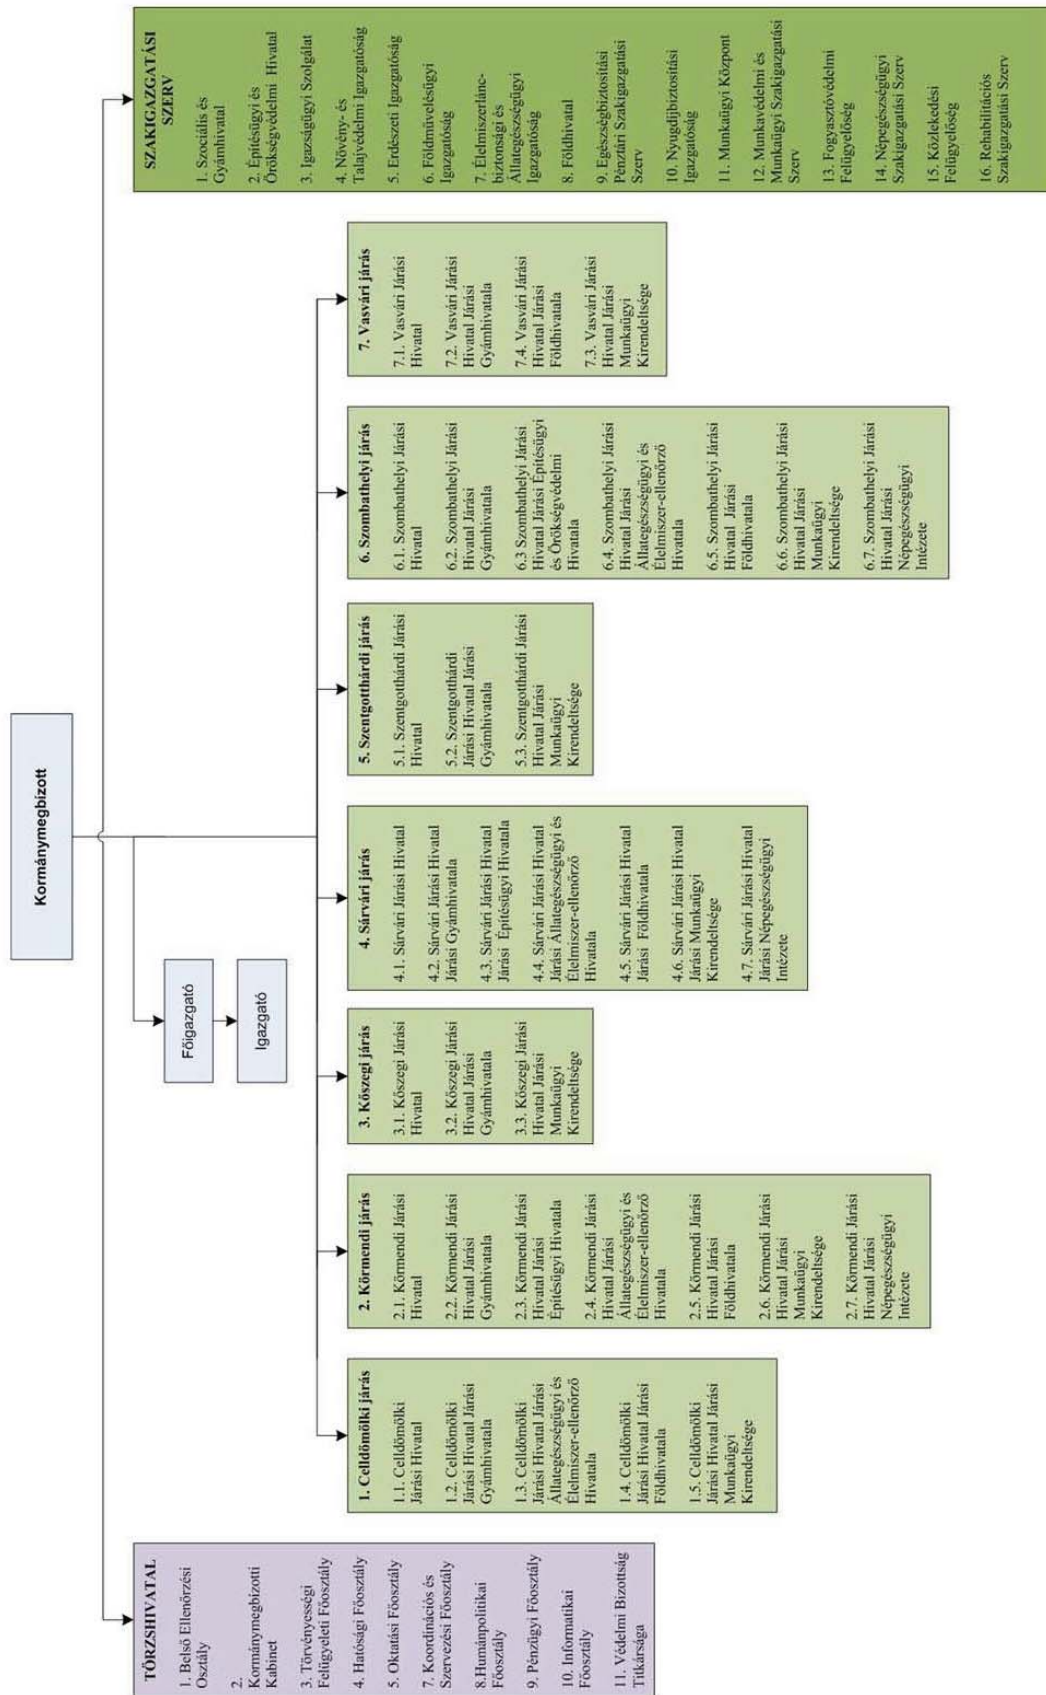 Kormánymegbízott
Főigazgató
Igazgató
TÖRZSHIVATAL
1. Belső Ellenőrzési
Osztály
2.
Kormánymegbízotti
Kabinet
3. Törvényességi
Felügyeleti Főosztály
4. Hatósági Főosztály
5. Oktatási Főosztály
7. Koordinációs és
Szervezési Főosztály
8.Humánpolitikai
Főosztály
9. Pénzügyi Főosztály
10. Informatikai
Főosztály
11. Védelmi Bizottság
Titkársága
1. Celldömölki járás
1.1. Celldömölki
Járási Hivatal
1.2. Celldömölki
Járási Hivatal Járási
Gyámhivatala
1.3. Celldömölki
Járási Hivatal Járási
Állategészségügyi és
Élelmiszer-ellenőrző
Hivatala
1.4. Celldömölki
Járási Hivatal Járási
Földhivatala
1.5. Celldömölki
Járási Hivatal Járási
Munkaügyi
Kirendeltsége
2. Körmendi járás
2.1. Körmendi Járási
Hivatal
2.2. Körmendi Járási
Hivatal Járási
Gyámhivatala
2.3. Körmendi Járási
Hivatal Járási
Építésügyi Hivatala
2.4. Körmendi Járási
Hivatal Járási
Állategészségügyi és
Élelmiszer-ellenőrző
Hivatala
2.5. Körmendi Járási
Hivatal Járási
Földhivatala
2.6. Körmendi Járási
Hivatal Járási
Munkaügyi
Kirendeltsége
2.7. Körmendi Járási
Hivatal Járási
Népegészségügyi
Intézete
3. Kőszegi járás
3.1. Kőszegi Járási
Hivatal
3.2. Kőszegi Járási
Hivatal Járási
Gyámhivatala
3.3. Kőszegi Járási
Hivatal Járási
Munkaügyi
Kirendeltsége
4. Sárvári járás
4.1. Sárvári Járási Hivatal
4.2. Sárvári Járási Hivatal
Járási Gyámhivatala
4.3. Sárvári Járási Hivatal
Járási Építésügyi Hivatala
4.4. Sárvári Járási Hivatal
Járási Állategészségügyi és
Élelmiszer-ellenőrző
Hivatala
4.5. Sárvári Járási Hivatal
Járási Földhivatala
4.6. Sárvári Járási Hivatal
Járási Munkaügyi
Kirendeltsége
4.7. Sárvári Járási Hivatal
Járási Népegészségügyi
Intézete
5. Szentgotthárdi járás
5.1. Szentgotthárdi Járási
Hivatal
5.2. Szentgotthárdi
Járási Hivatal Járási
Gyámhivatala
5.3. Szentgotthárdi Járási
Hivatal Járási
Munkaügyi
Kirendeltsége
6. Szombathelyi járás
6.1. Szombathelyi Járási
Hivatal
6.2. Szombathelyi Járási
Hivatal Járási
Gyámhivatala
6.3 Szombathelyi Járási
Hivatal Járási Építésügyi
és Örökségvédelmi
Hivatala
6.4. Szombathelyi Járási
Hivatal Járási
Állategészségügyi és
Élelmiszer-ellenőrző
Hivatala
6.5. Szombathelyi Járási
Hivatal Járási
Földhivatala
6.6. Szombathelyi Járási
Hivatal Járási
Munkaügyi
Kirendeltsége
6.7. Szombathelyi Járási
Hivatal Járási
Népegészségügyi
Intézete
7. Vasvári járás
7.1. Vasvári Járási
Hivatal
7.2. Vasvári Járási
Hivatal Járási
Gyámhivatala
7.4. Vasvári Járási
Hivatal Járási
Földhivatala
7.3. Vasvári Járási
Hivatal Járási
Munkaügyi
Kirendeltsége
SZAKIGAZGATÁSI
SZERV
1. Szociális és
Gyámhivatal
2. Építésügyi és
Örökségvédelmi Hivatal
3. Igazságügyi Szolgálat
4. Növény- és
Talajvédelmi Igazgatóság
5. Erdészeti Igazgatóság
6. Földművelésügyi
Igazgatóság
7. Élelmiszerlánc-
biztonsági és
Állategészségügyi
Igazgatóság
8. Földhivatal
9. Egészségbiztosítási
Pénztári Szakigazgatási
Szerv
10. Nyugdíjbiztosítási
Igazgatóság
11. Munkaügyi Központ
12. Munkavédelmi és
Munkaügyi Szakigazgatási
Szerv
13. Fogyasztóvédelmi
Felügyelőség
14. Népegészségügyi
Szakigazgatási Szerv
15. Közlekedési
Felügyelőség
16. Rehabilitációs
Szakigazgatási Szerv